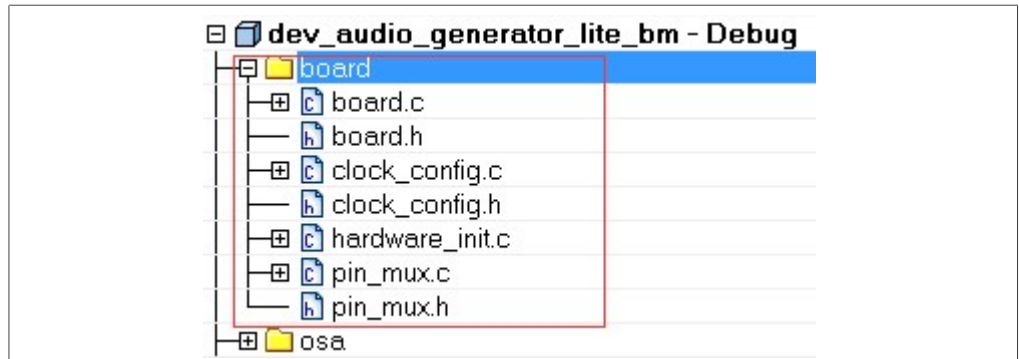 dev_audio_generator_lite_bm - Debug
board
c board.c
h board.h
c clock_config.c
h clock_config.h
c hardware_init.c
c pin_mux.c
h pin_mux.h
osa